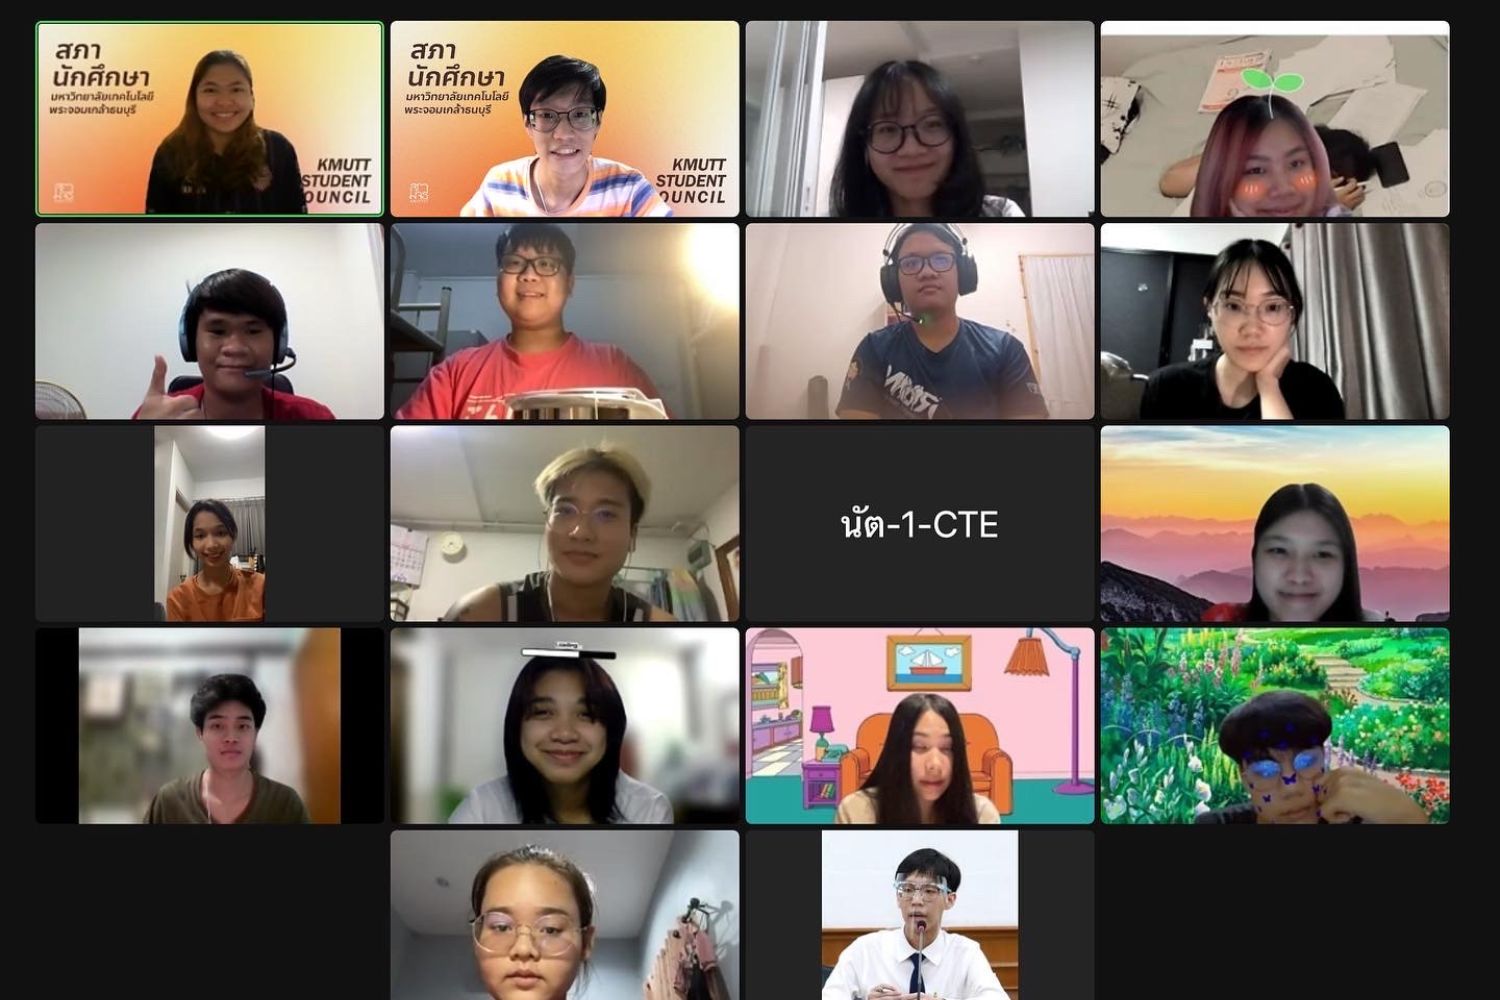 สภา
นักศึกษา
มหาวิทยาลัยเทคโนโลยี
พระจอมเกล้าธนบุรี
KMUTT
STUDENT
OUNCIL
สภา
นักศึกษา
มหาวิทยาลัยเทคโนโลยี
พระจอมเกล้าธนบุรี
KMUTT
STUDENT
OUNCIL
นัต-1-CTE
Loading